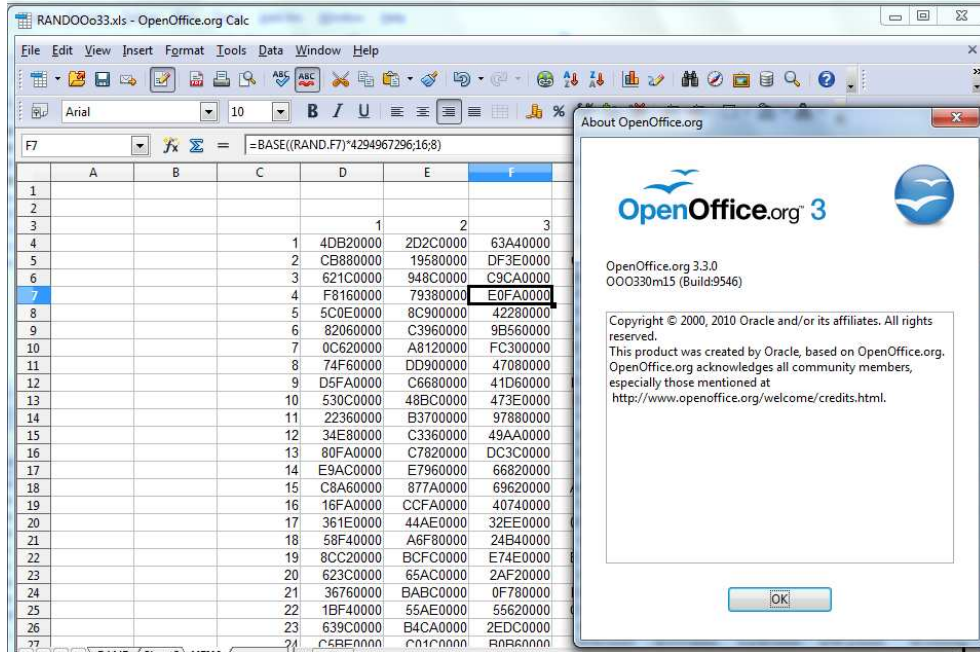 RANDOOo33.xls - OpenOffice.org Calc
File Edit View Insert Format Tools Data Window Help
Arial 10 B I U %
F7 =BASE((RAND.F7)*4294967296;16;8)
A B C D E F
1
2
3 1 2 3
4 1 4DB20000 2D2C0000 63A40000
5 2 CB880000 19580000 DF3E0000
6 3 621C0000 948C0000 C9CA0000
7 4 F8160000 79380000 E0FA0000
8 5 5C0E0000 8C900000 42280000
9 6 82060000 C3960000 9B560000
10 7 0C620000 A8120000 FC300000
11 8 74F60000 DD900000 47080000
12 9 D5FA0000 C6680000 41D60000
13 10 530C0000 48BC0000 473E0000
14 11 22360000 B3700000 97880000
15 12 34E80000 C3360000 49AA0000
16 13 80FA0000 C7820000 DC3C0000
17 14 E9AC0000 E7960000 66820000
18 15 C8A60000 877A0000 69620000
19 16 16FA0000 CCFA0000 40740000
20 17 361E0000 44AE0000 32EE0000
21 18 58F40000 A6F80000 24B40000
22 19 8CC20000 BCFC0000 E74E0000
23 20 623C0000 65AC0000 2AF20000
24 21 36760000 BABC0000 0F780000
25 22 1BF40000 55AE0000 55620000
26 23 639C0000 B4CA0000 2EDC0000
27 24 C5BE0000 C01C0000 B0B60000
About OpenOffice.org
OpenOffice.org 3
OpenOffice.org 3.3.0
OOO330m15 (Build:9546)
Copyright © 2000, 2010 Oracle and/or its affiliates. All rights
reserved.
This product was created by Oracle, based on OpenOffice.org.
OpenOffice.org acknowledges all community members,
especially those mentioned at
http://www.openoffice.org/welcome/credits.html.
OK